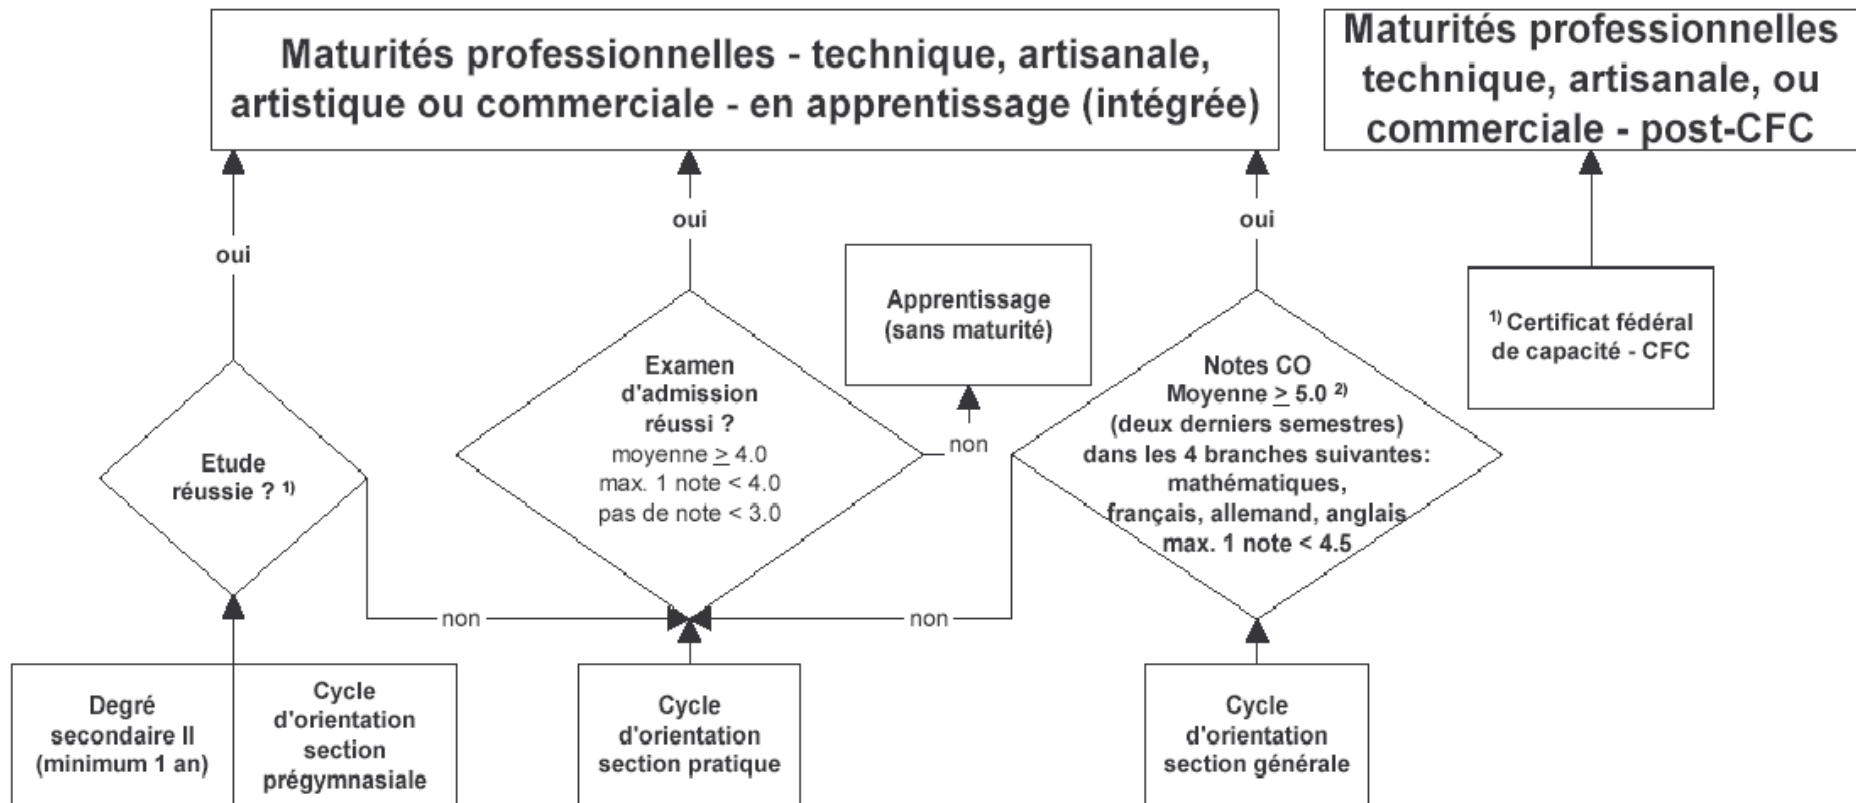 Maturités professionnelles - technique, artisanale,
artistique ou commerciale - en apprentissage (intégrée)
Maturités professionnelles
technique, artisanale, ou
commerciale - post-CFC
oui
oui
oui
Apprentissage
(sans maturité)
1) Certificat fédéral
de capacité - CFC
Etude
réussie ? 1)
Examen
d'admission
réussi ?
moyenne ≥ 4.0
max. 1 note < 4.0
pas de note < 3.0
non
Notes CO
Moyenne ≥ 5.0 2)
(deux derniers semestres)
dans les 4 branches suivantes:
mathématiques,
français, allemand, anglais
max. 1 note < 4.5
non
non
Degré
secondaire II
(minimum 1 an)
Cycle
d'orientation
section
prégymnasiale
Cycle
d'orientation
section pratique
Cycle
d'orientation
section générale